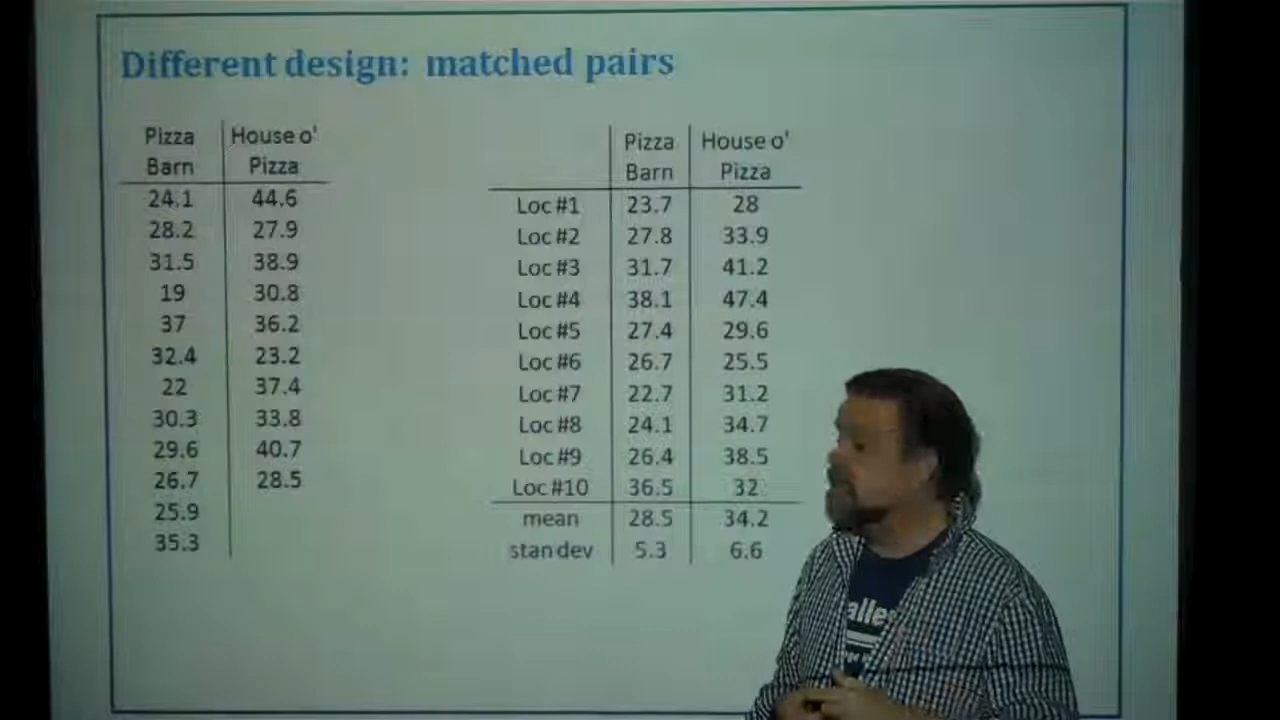 Different design: matched pairs
Pizza Barn House o' Pizza
24.1 44.6
28.2 27.9
31.5 38.9
19 30.8
37 36.2
32.4 23.2
22 37.4
30.3 33.8
29.6 40.7
26.7 28.5
25.9
35.3
Pizza Barn House o' Pizza
Loc #1 23.7 28
Loc #2 27.8 33.9
Loc #3 31.7 41.2
Loc #4 38.1 47.4
Loc #5 27.4 29.6
Loc #6 26.7 25.5
Loc #7 22.7 31.2
Loc #8 24.1 34.7
Loc #9 26.4 38.5
Loc #10 36.5 32
mean 28.5 34.2
stan dev 5.3 6.6